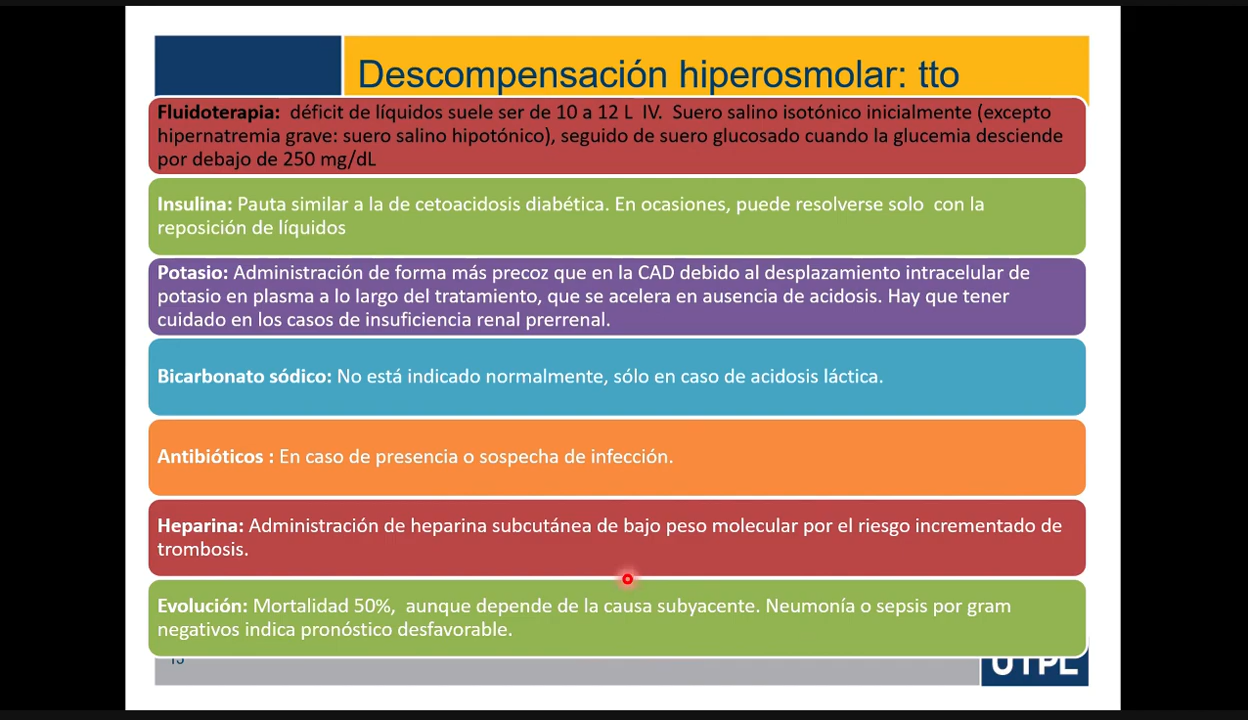 Descompensación hiperosmolar: tto
Fluidoterapia: déficit de líquidos suele ser de 10 a 12 L IV. Suero salino isotónico inicialmente (excepto
hipernatremia grave: suero salino hipotónico), seguido de suero glucosado cuando la glucemia desciende
por debajo de 250 mg/dL
Insulina: Pauta similar a la de cetoacidosis diabética. En ocasiones, puede resolverse solo con la
reposición de líquidos
Potasio: Administración de forma más precoz que en la CAD debido al desplazamiento intracelular de
potasio en plasma a lo largo del tratamiento, que se acelera en ausencia de acidosis. Hay que tener
cuidado en los casos de insuficiencia renal prerrenal.
Bicarbonato sódico: No está indicado normalmente, sólo en caso de acidosis láctica.
Antibióticos : En caso de presencia o sospecha de infección.
Heparina: Administración de heparina subcutánea de bajo peso molecular por el riesgo incrementado de
trombosis.
Evolución: Mortalidad 50%, aunque depende de la causa subyacente. Neumonía o sepsis por gram
negativos indica pronóstico desfavorable.
UTPL